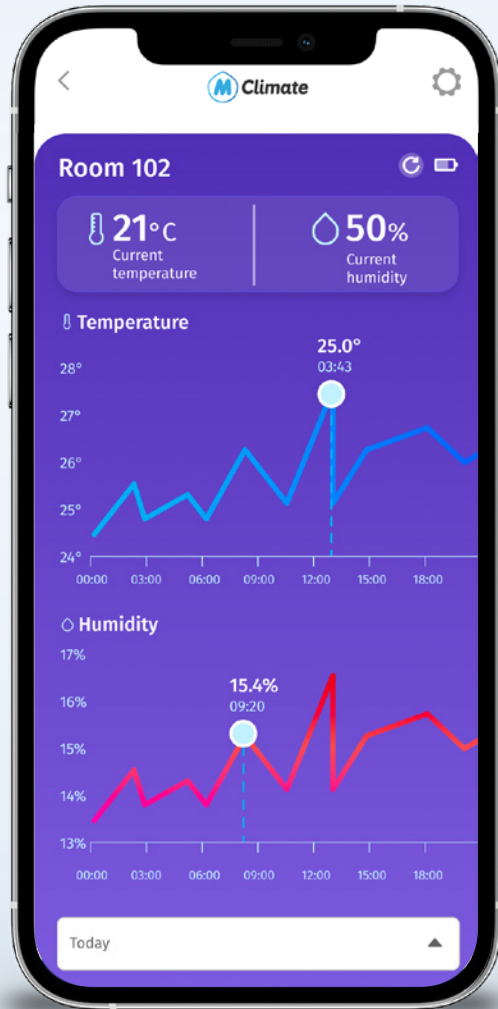 M Climate
Room 102
21°C
Current
temperature
50%
Current
humidity
Temperature
25.0°
03:43
28°
27°
26°
25°
24°
00:00 03:00 06:00 09:00 12:00 15:00 18:00
Humidity
17%
15.4%
09:20
16%
15%
14%
13%
00:00 03:00 06:00 09:00 12:00 15:00 18:00
Today